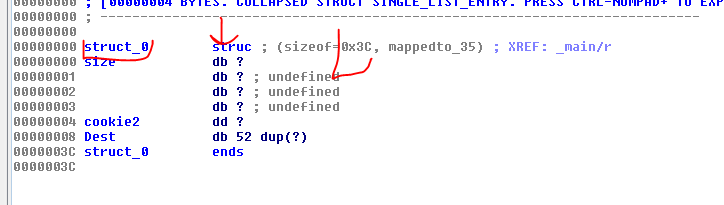 00000000 ; [00000004 BYTES. COLLAPSED STRUCT SINGLE_LIST_ENTRY. PRESS CTRL-NUMPAD+ TO EXP
00000000 ; ---------------------------------------------------------------------------
00000000
00000000 struct_0 struc ; (sizeof=0x3C, mappedto_35) ; XREF: _main/r
00000000 size db ?
00000001 db ? ; undefined
00000002 db ? ; undefined
00000003 db ? ; undefined
00000004 cookie2 dd ?
00000008 Dest db 52 dup(?)
0000003C struct_0 ends
0000003C